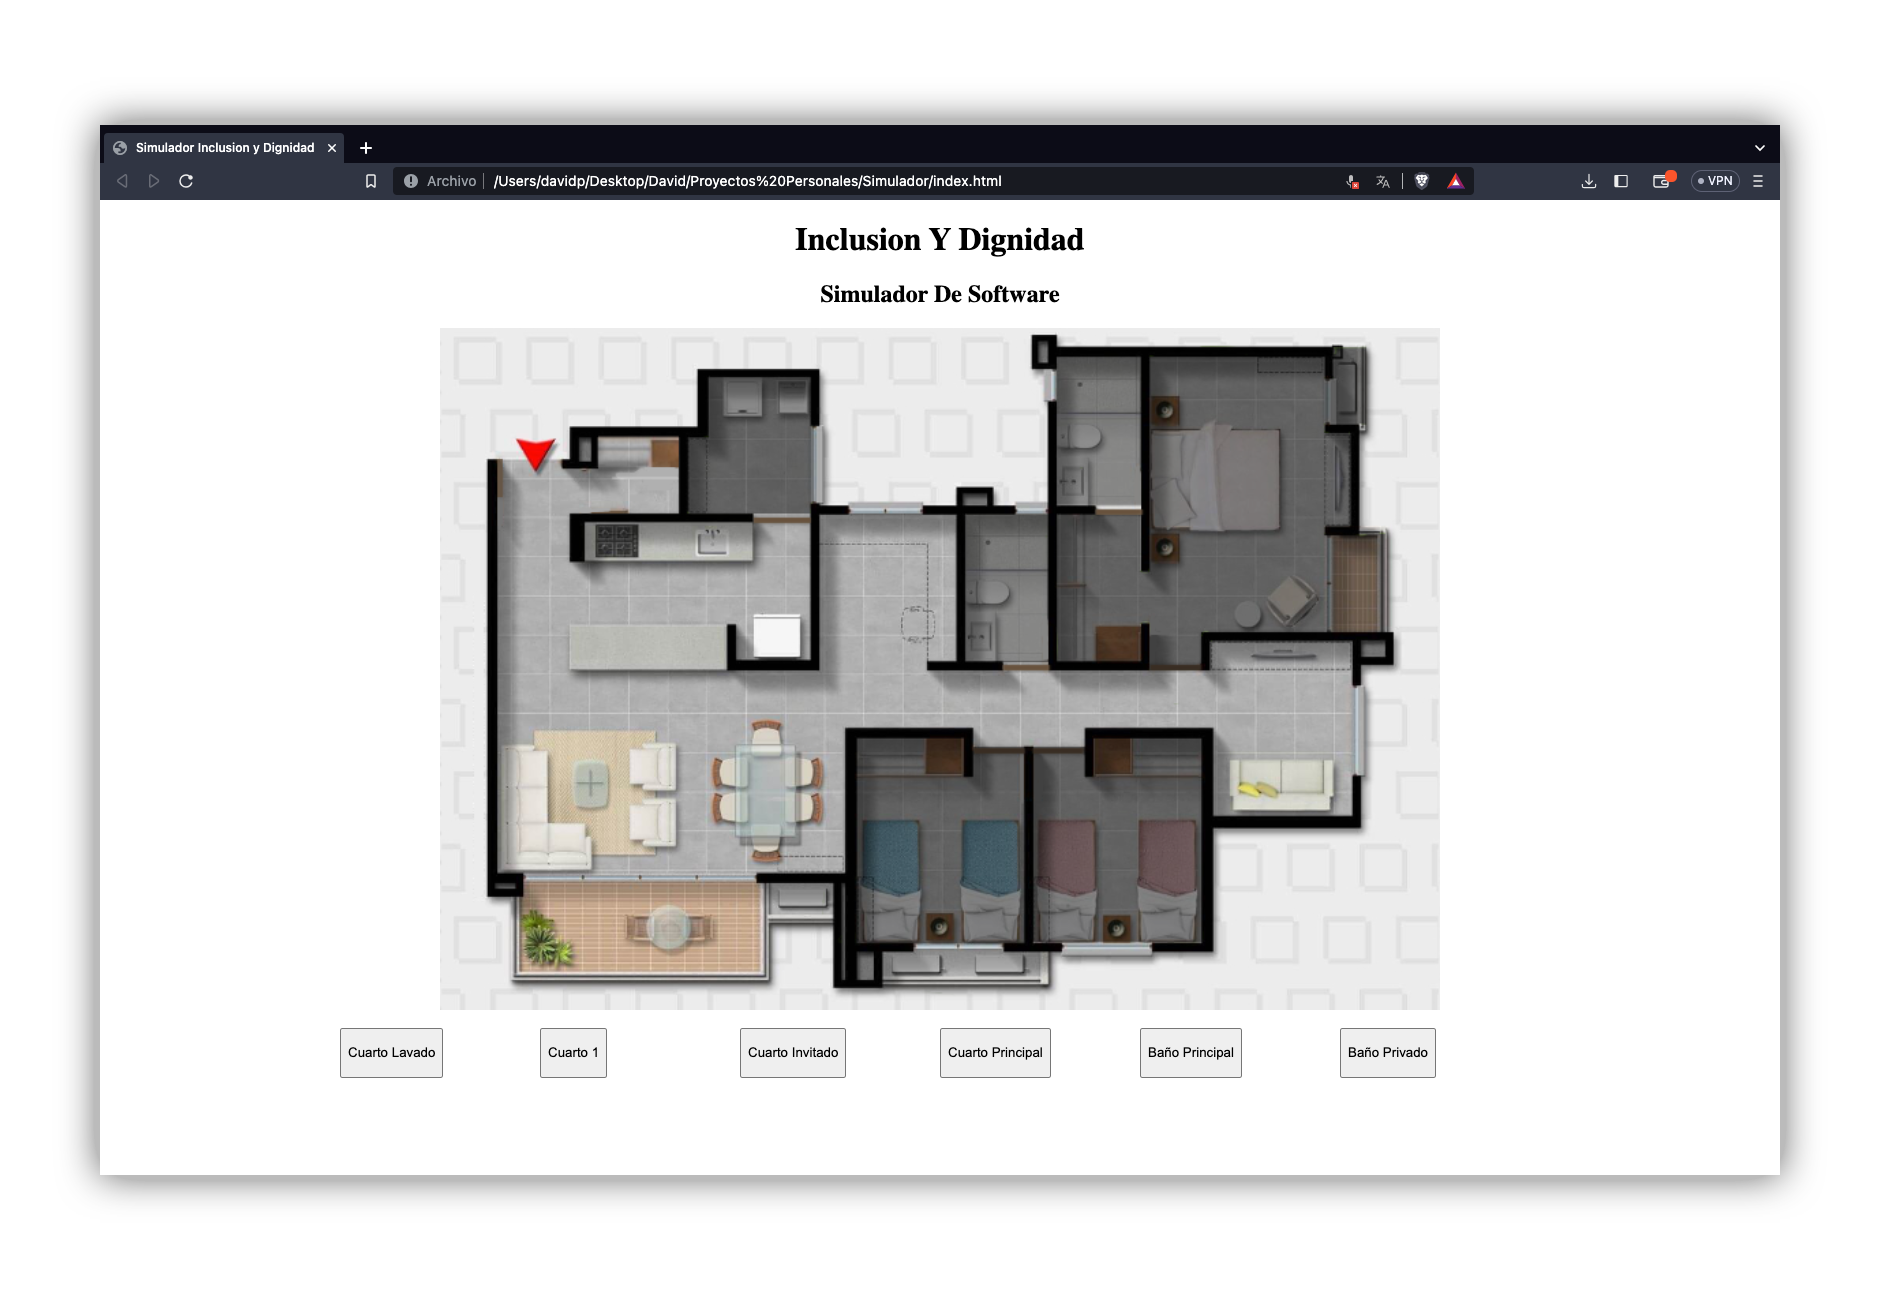 Simulador Inclusion y Dignidad
Archivo /Users/davidp/Desktop/David/Proyectos%20Personales/Simulador/index.html
VPN
Inclusion Y Dignidad
Simulador De Software
Cuarto Lavado
Cuarto 1
Cuarto Invitado
Cuarto Principal
Baño Principal
Baño Privado